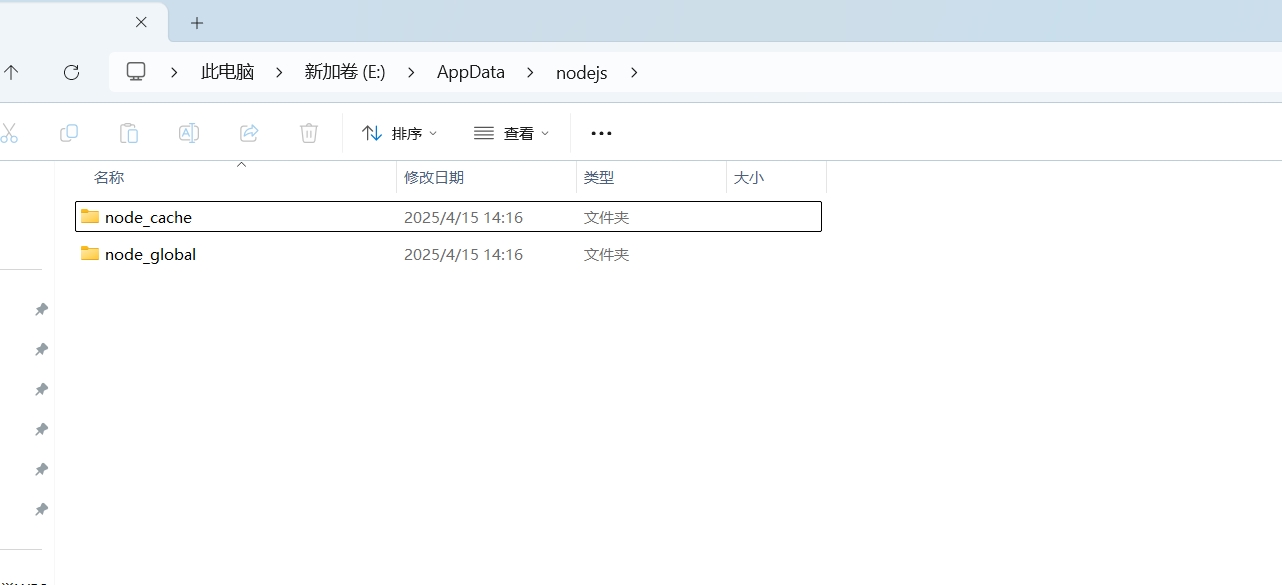 此电脑 新加卷 (E:) AppData nodejs
排序 查看
名称 修改日期 类型 大小
node_cache 2025/4/15 14:16 文件夹
node_global 2025/4/15 14:16 文件夹